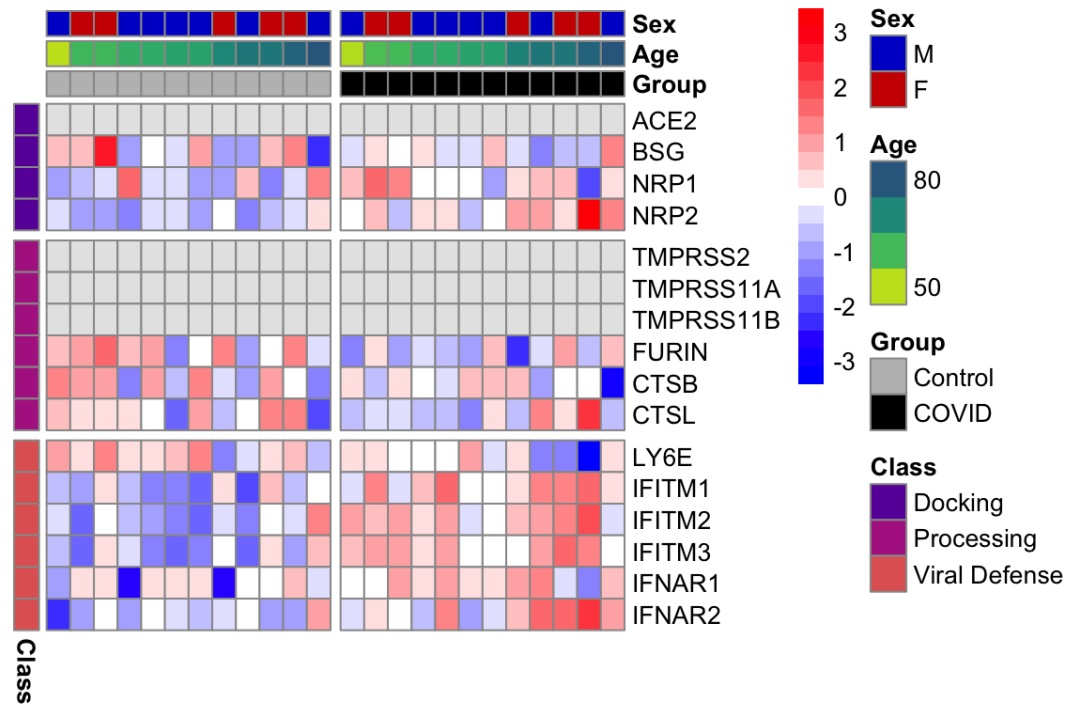 Sex
Age
Group
ACE2
BSG
NRP1
NRP2
TMPRSS2
TMPRSS11A
TMPRSS11B
FURIN
CTSB
CTSL
LY6E
IFITM1
IFITM2
IFITM3
IFNAR1
IFNAR2
Class
3
2
1
0
-1
-2
-3
Sex
M
F
Age
80
50
Group
Control
COVID
Class
Docking
Processing
Viral Defense